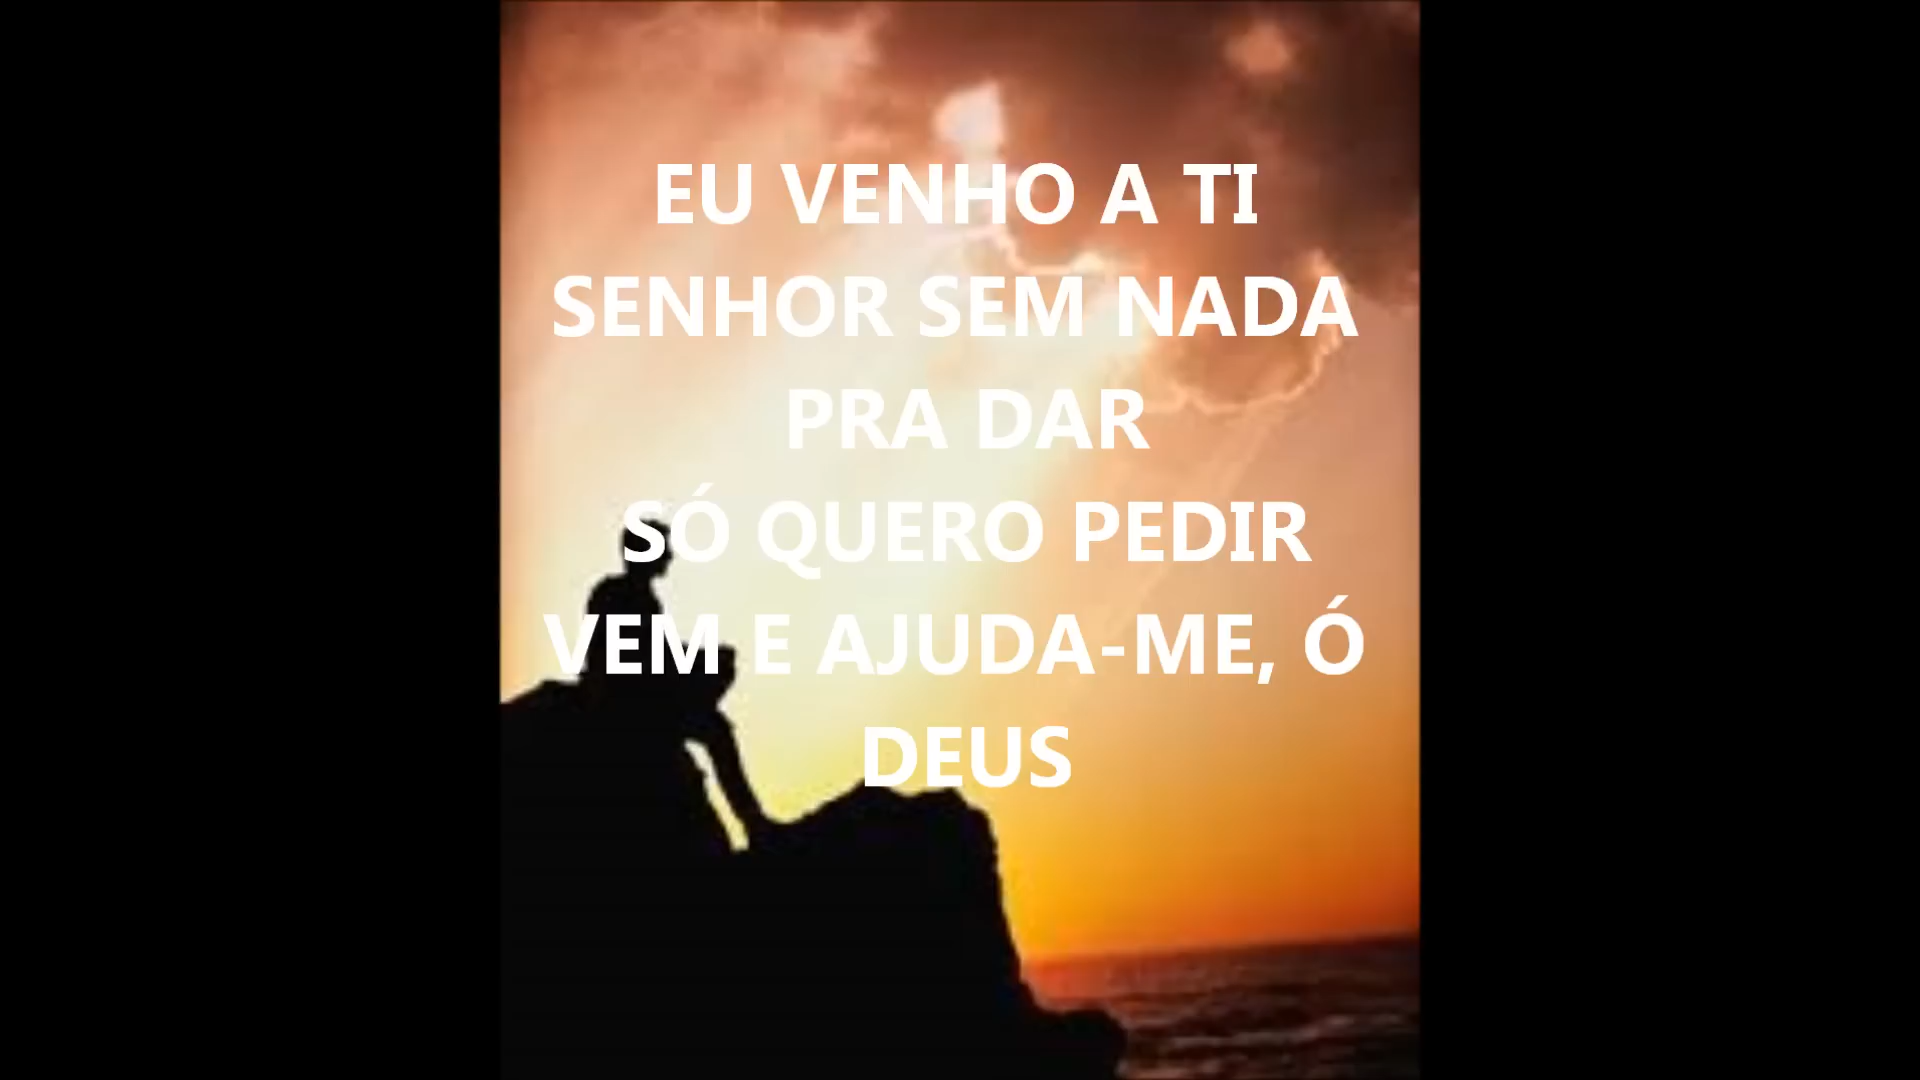 EU VENHO A TI
SENHOR SEM NADA
PRA DAR
SÓ QUERO PEDIR
VEM E AJUDA-ME, Ó
DEUS